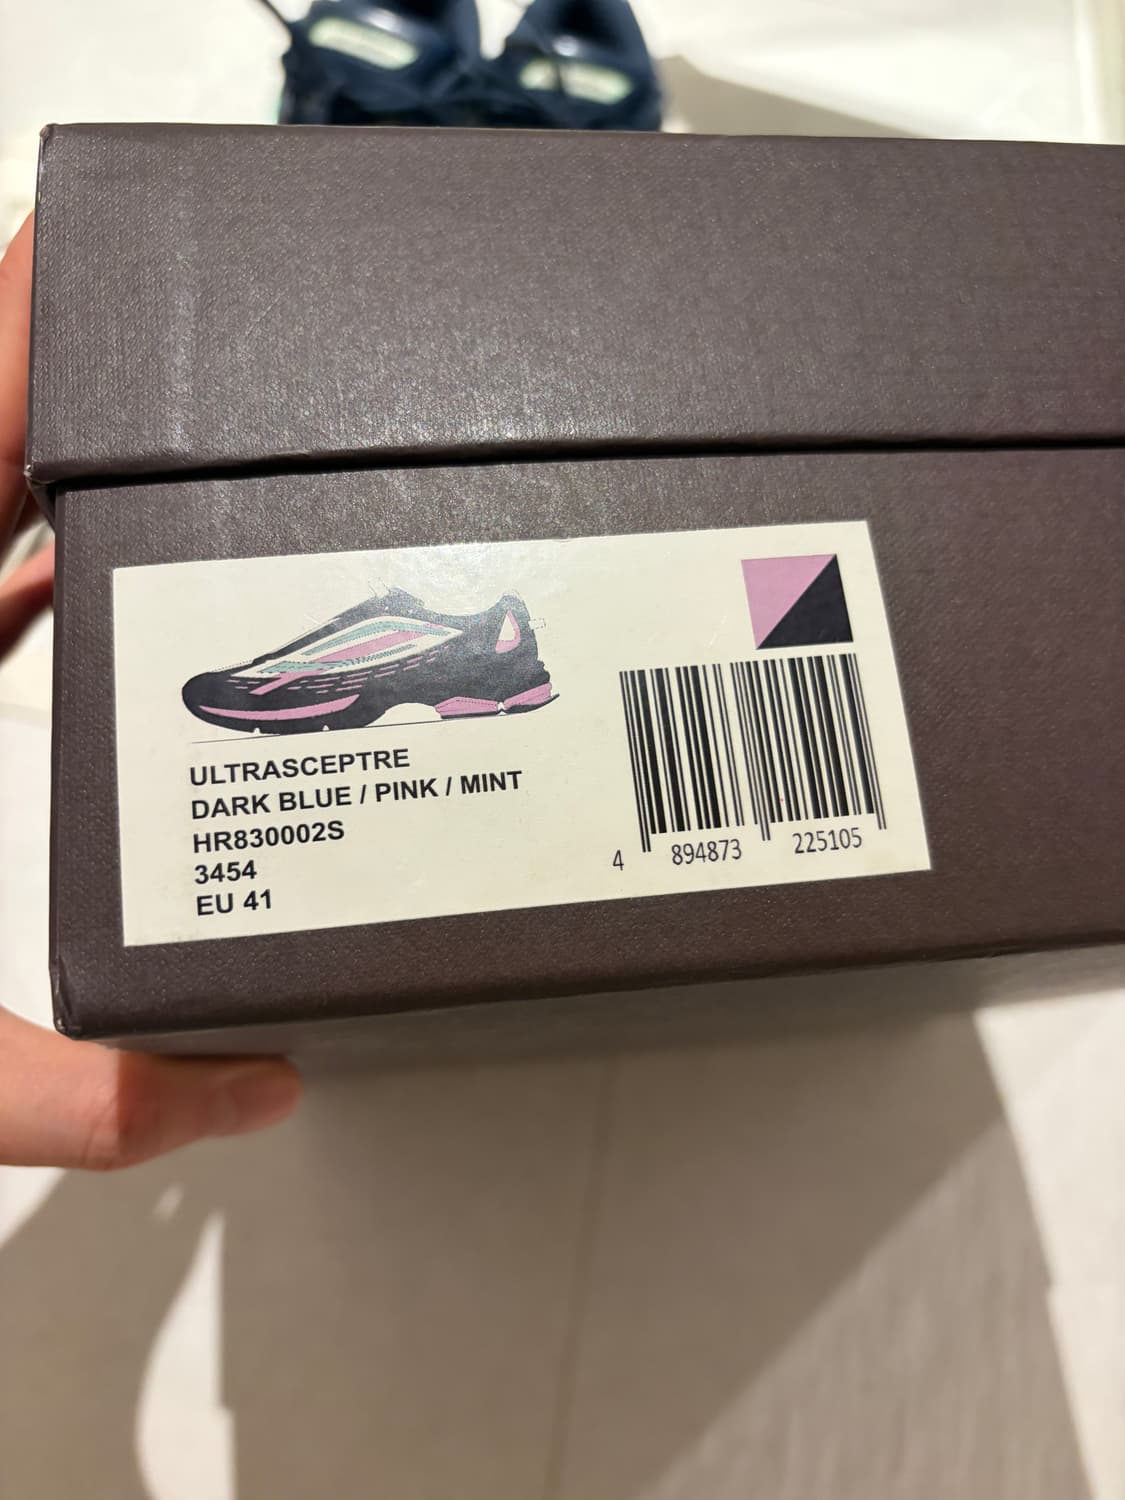 ULTRASCEPTRE
DARK BLUE / PINK / MINT
HR830002S
3454
EU 41
4 894873 225105